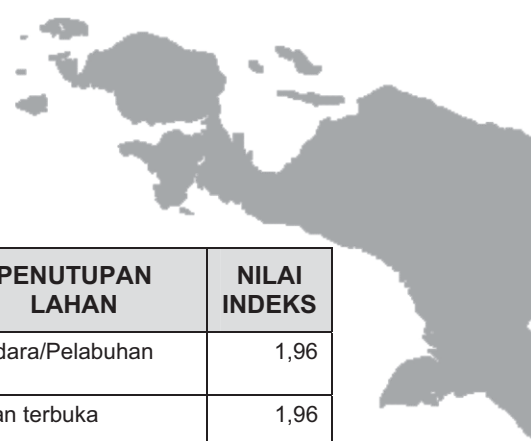 PENUTUPAN NILAI
LAHAN INDEKS
dara/Pelabuhan 1,96
an terbuka 1,96